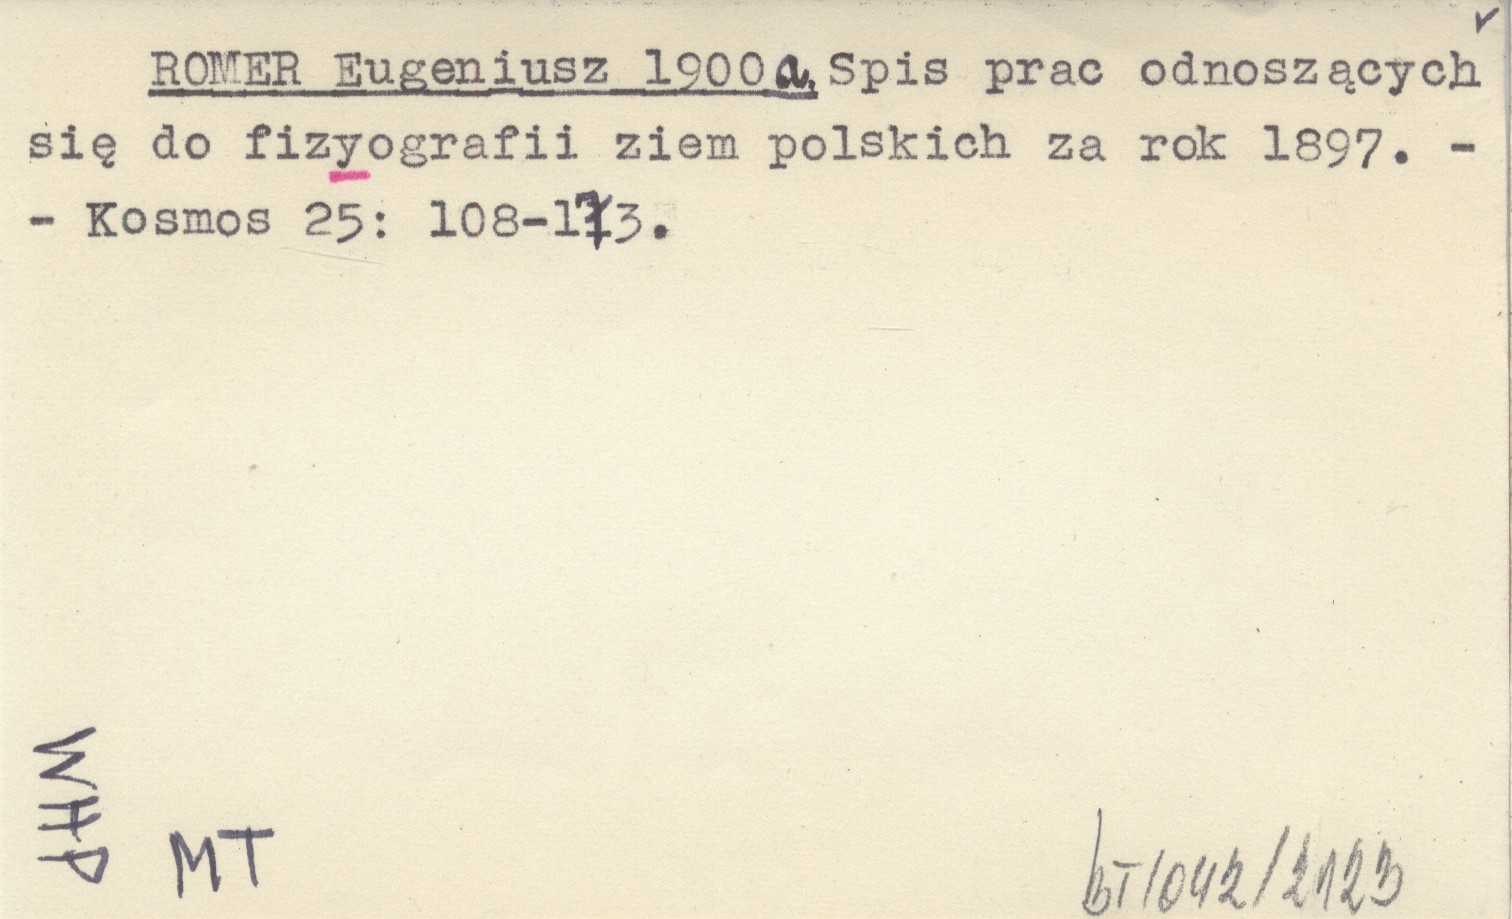 ROMER Eugeniusz 1900a. Spis prac odnoszących
się do fizyografii ziem polskich za rok 1897. -
- Kosmos 25: 108-173.
WHP
MT
BT/042/2123